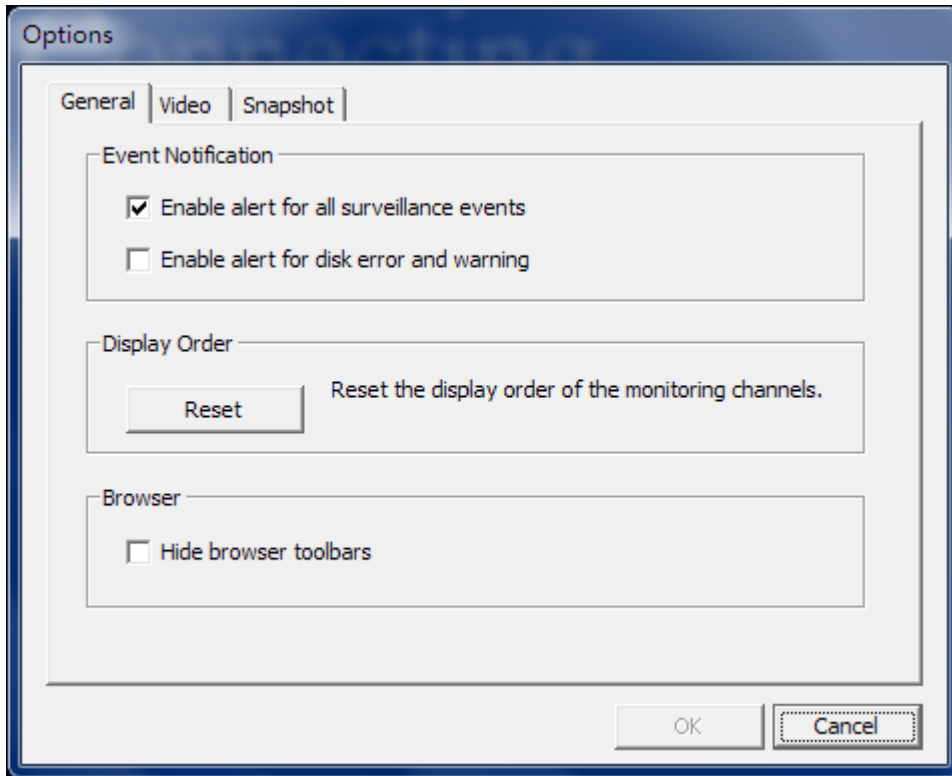 Connecting
Options
General
Video
Snapshot
Event Notification
Enable alert for all surveillance events
Enable alert for disk error and warning
Display Order
Reset
Reset the display order of the monitoring channels.
Browser
Hide browser toolbars
OK
Cancel